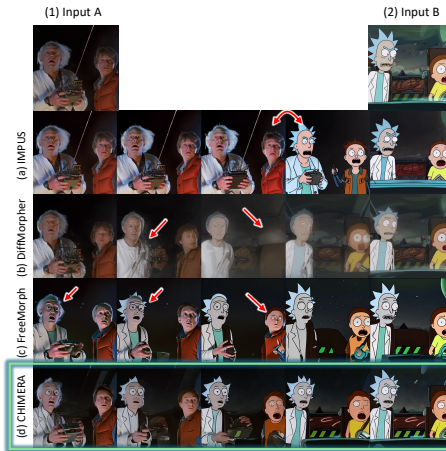 (1) Input A
(2) Input B
(a) IMPUS
(b) DiffMorpher
(c) FreeMorph
(d) CHIMERA